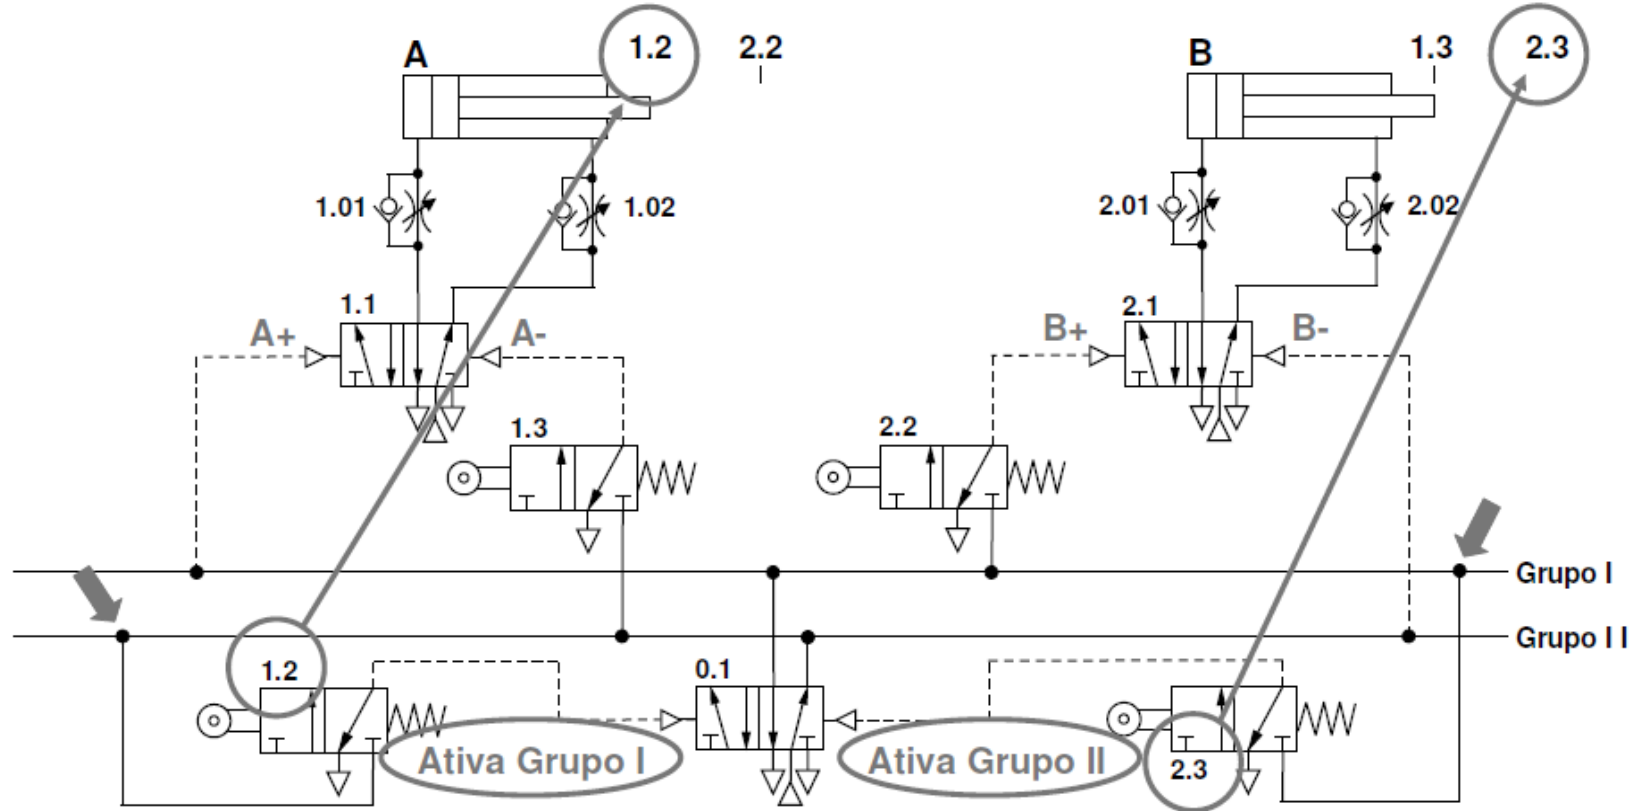 A 1.2 2.2 B 1.3 2.3
1.01 1.02 2.01 2.02
1.1 2.1
A+ A- B+ B-
1.3 2.2
Grupo I
Grupo I I
1.2 0.1
Ativa Grupo I Ativa Grupo II 2.3